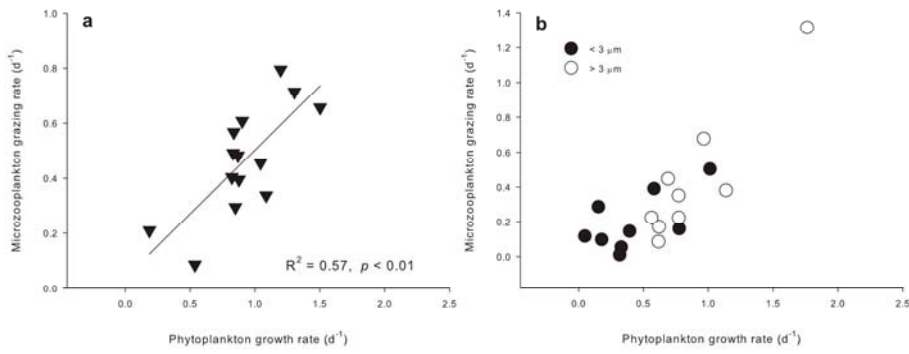 a
1.0
0.8
0.6
0.4
0.2
0.0
Microzooplankton grazing rate (d⁻¹)
R² = 0.57, p < 0.01
0.0 0.5 1.0 1.5 2.0 2.5
Phytoplankton growth rate (d⁻¹)
b
1.4
1.2
1.0
0.8
0.6
0.4
0.2
0.0
Microzooplankton grazing rate (d⁻¹)
< 3 μm
> 3 μm
0.0 0.5 1.0 1.5 2.0 2.5
Phytoplankton growth rate (d⁻¹)